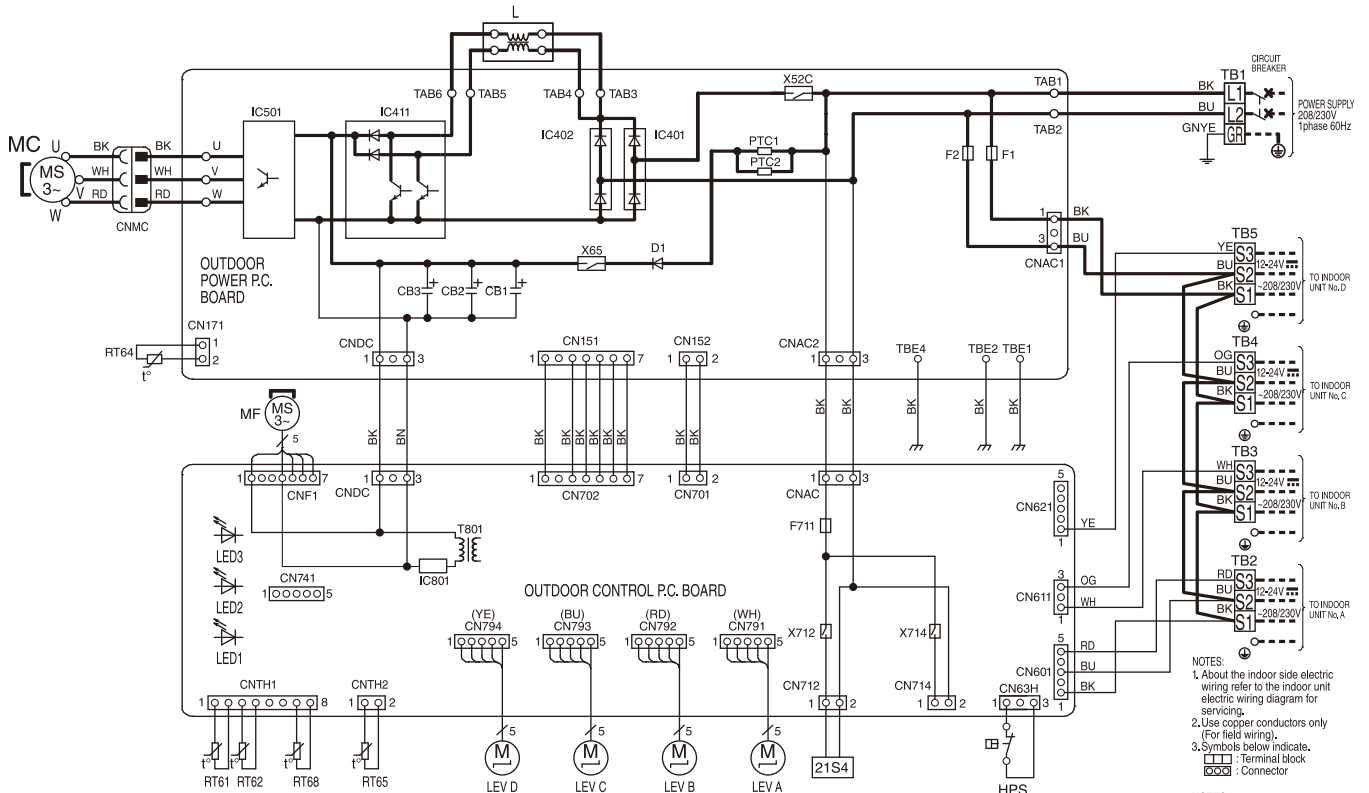 L
CIRCUIT
BREAKER
TB1
POWER SUPPLY
208/230V
1phase 60Hz
BK L1
BU L2
GNYE GR
X52C
TAB1
TAB2
TAB6 TAB5 TAB4 TAB3
IC501 IC411
IC402 IC401
PTC1
PTC2
F2 F1
MC
U BK BK U
MS
3~
WH WH V
V RD RD W
W
CNMC
1 BK
3 BU
CNAC1
X65 D1
OUTDOOR
POWER P.C.
BOARD
CB3 + CB2 + CB1 +
CN171
1
2
RT64
t°
CNDC
1 3
CN151
1 7
CN152
1 2
CNAC2
1 3
TBE4 TBE2 TBE1
TB5
YE S3
12-24V
BU S2
~208/230V
BK S1
TO INDOOR
UNIT No. D
TB4
OG S3
12-24V
BU S2
~208/230V
BK S1
TO INDOOR
UNIT No. C
TB3
WH S3
12-24V
BU S2
~208/230V
BK S1
TO INDOOR
UNIT No. B
TB2
RD S3
12-24V
BU S2
~208/230V
BK S1
TO INDOOR
UNIT No. A
MF
MS
3~
5
BK BN BK BK BK BK BK BK BK BK BK BK BK BK BK BK
1 7
CNF1
1 3
CNDC
1 7
CN702
1 2
CN701
1 3
CNAC
F711
CN621
5
1
YE
LED3
LED2
LED1
T801
IC801
CN741
1 5
OUTDOOR CONTROL P.C. BOARD
(YE)
CN794
1 5
(BU)
CN793
1 5
(RD)
CN792
1 5
(WH)
CN791
1 5
X712 X714
CN611
3 OG
1 WH
CN601
5
RD
BU
BK
1
CNTH1
1 8
CNTH2
1 2
CN712
1 2
CN714
1 2
CN63H
1 3
t° t° t° t°
RT61 RT62 RT68 RT65
5 5 5 5
M M M M
LEV D LEV C LEV B LEV A
21S4
HPS
NOTES:
1. About the indoor side electric
wiring refer to the indoor unit
electric wiring diagram for
servicing.
2. Use copper conductors only
(For field wiring).
3. Symbols below indicate.
: Terminal block
: Connector